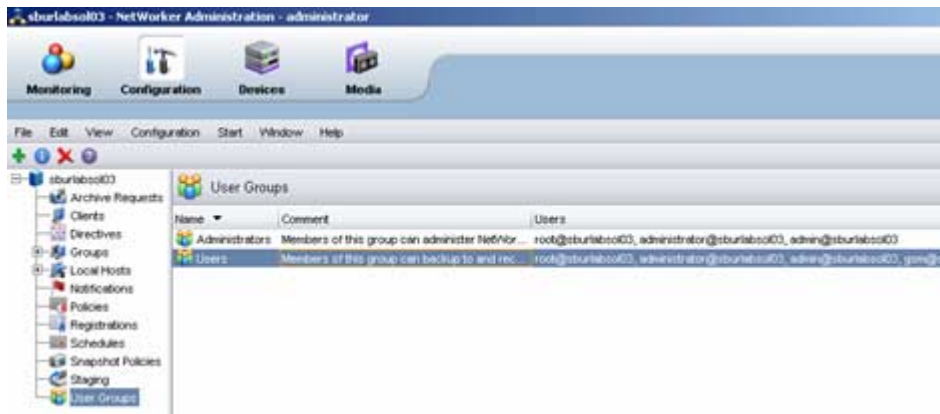 sburlabsol03 - NetWorker Administration - administrator
Monitoring Configuration Devices Media
File Edit View Configuration Start Window Help
sburlabsol03
Archive Requests
Clients
Directives
Groups
Local Hosts
Notifications
Policies
Registrations
Schedules
Snapshot Policies
Staging
User Groups
User Groups
Name Comment Users
Administrators Members of this group can administer NetWor... root@sburlabsol03, administrator@sburlabsol03, admin@sburlabsol03
Users Members of this group can backup to and rec... root@sburlabsol03, administrator@sburlabsol03, admin@sburlabsol03,